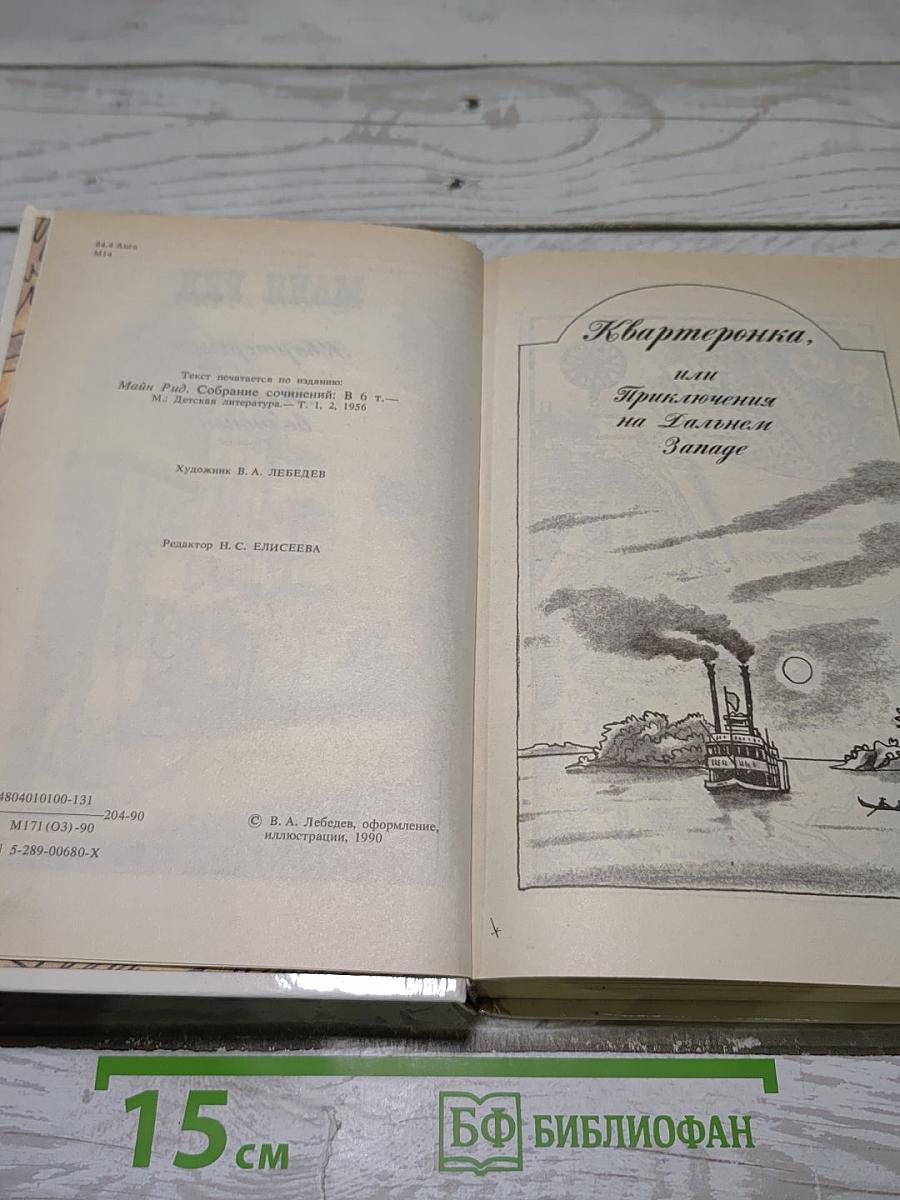 84.4 Англ
М14
Текст печатается по изданию:
Майн Рид. Собрание сочинений: В 6 т.—
М.: Детская литература.— Т. 1, 2, 1956
Художник В. А. ЛЕБЕДЕВ
Редактор Н. С. ЕЛИСЕЕВА
4804010100-131
204-90
М171(ОЗ)-90
5-289-00680-Х
© В. А. Лебедев, оформление,
иллюстрации, 1990
Квартеронка,
или
Приключения
на Дальнем
Западе
15 см
БФ БИБЛИОФАН